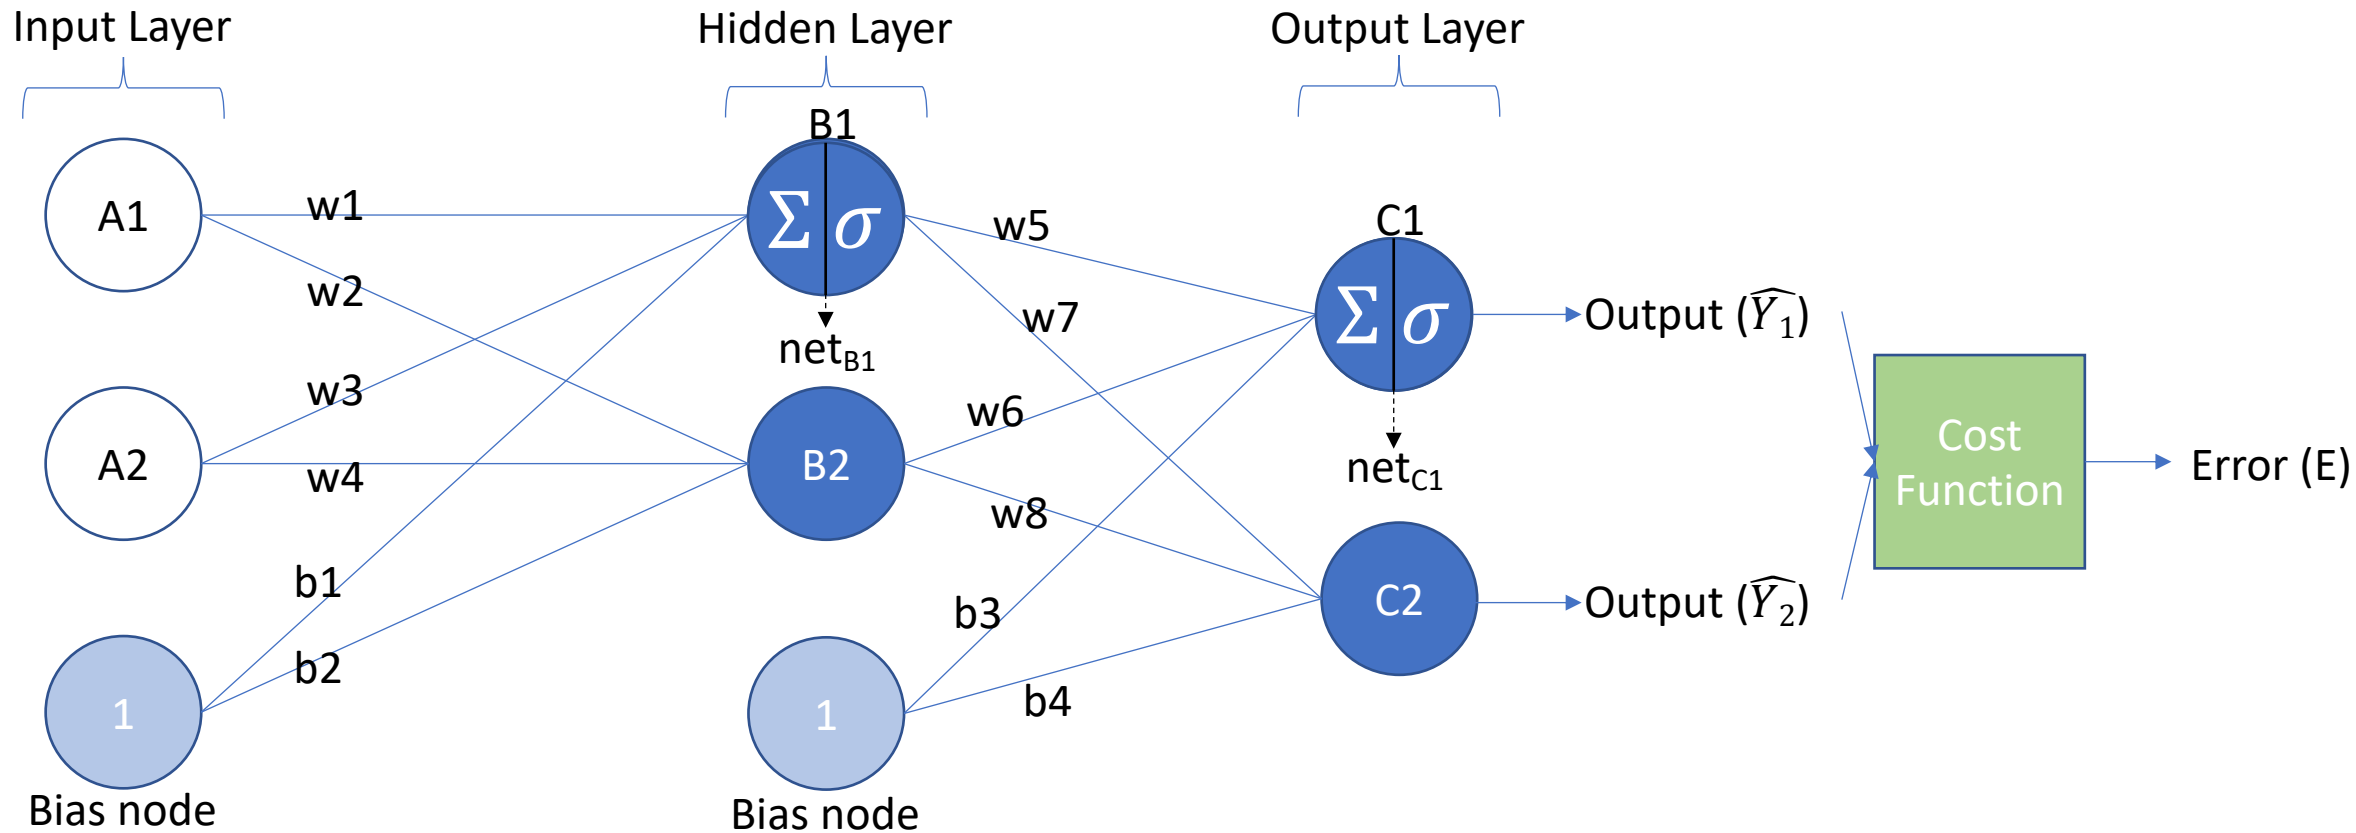 Input Layer
Hidden Layer
Output Layer
B1
A1
w1
Σ σ
w5
C1
w2
w7
Σ σ
Output (Ŷ₁)
net_B1
w3
w6
Cost
Function
A2
w4
B2
net_C1
Error (E)
w8
b1
b3
C2
Output (Ŷ₂)
b2
b4
1
1
Bias node
Bias node